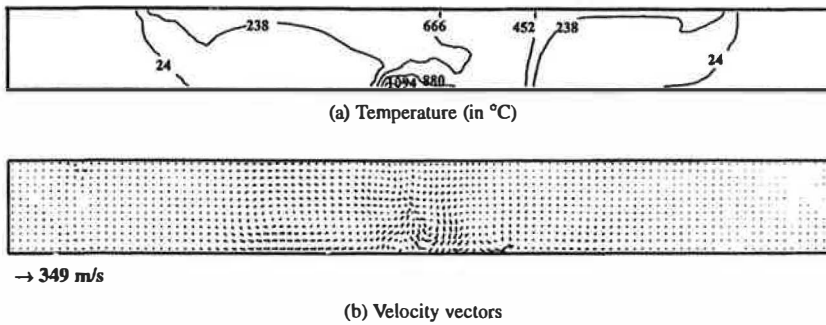 238 666 452 238
24 1094 880 24
(a) Temperature (in °C)
→ 349 m/s
(b) Velocity vectors